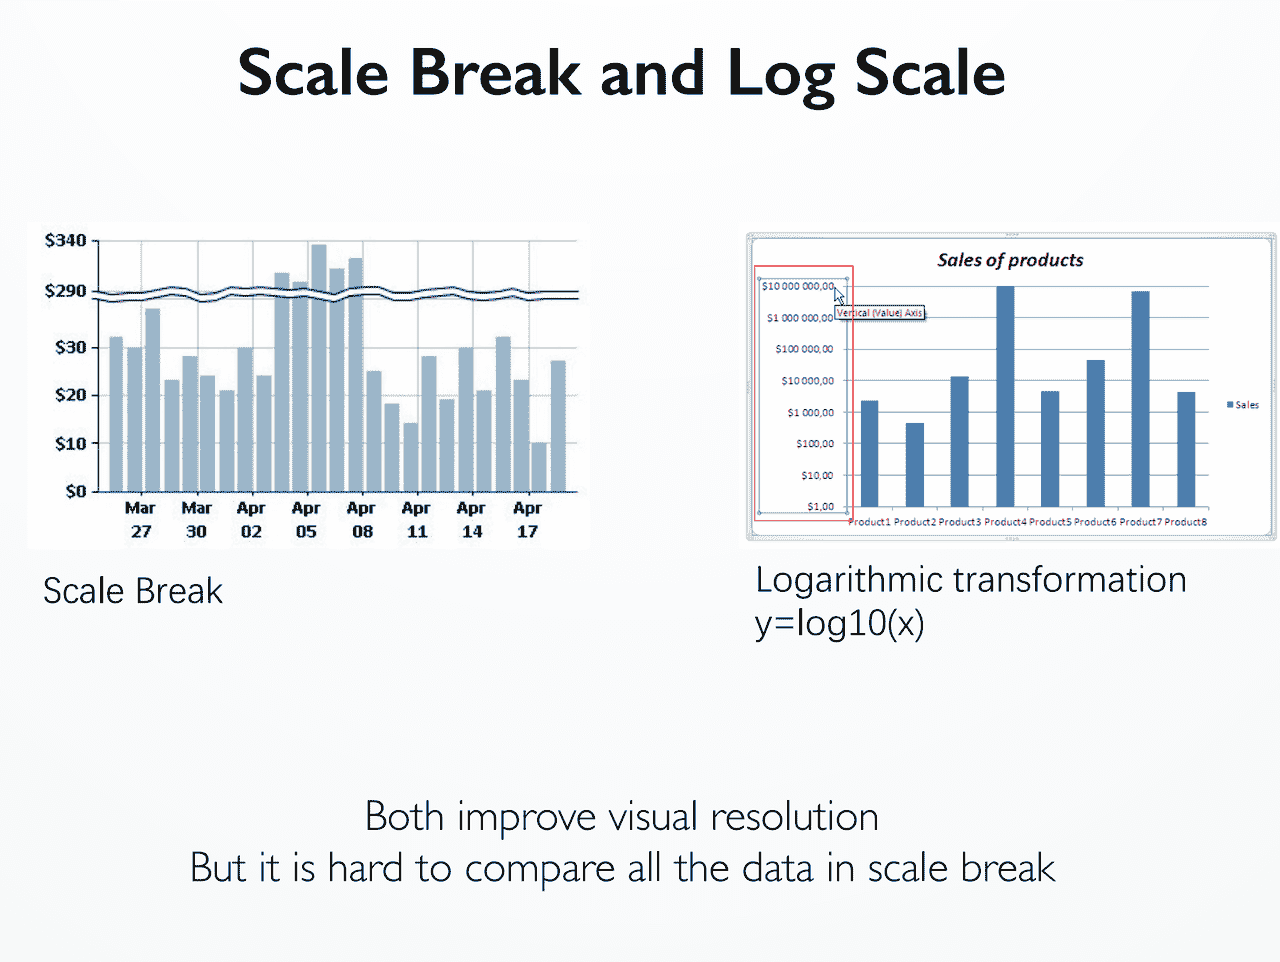 Scale Break and Log Scale
$340
$290
$30
$20
$10
$0
Mar 27
Mar 30
Apr 02
Apr 05
Apr 08
Apr 11
Apr 14
Apr 17
Scale Break
Sales of products
$10 000 000,00
$1 000 000,00
$100 000,00
$10 000,00
$1 000,00
$100,00
$10,00
$1,00
Vertical (Value) Axis
Product1 Product2 Product3 Product4 Product5 Product6 Product7 Product8
Sales
Logarithmic transformation
y=log10(x)
Both improve visual resolution
But it is hard to compare all the data in scale break